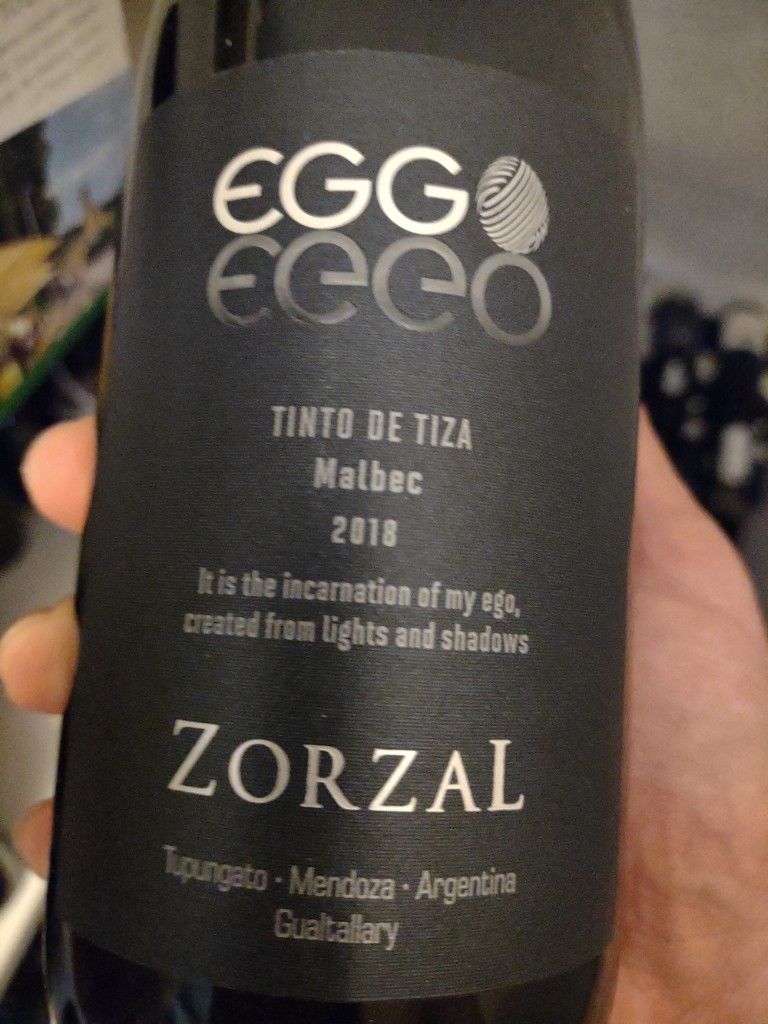 EGGO
TINTO DE TIZA
Malbec
2018
It is the incarnation of my ego,
created from lights and shadows
ZORZAL
Tupungato · Mendoza · Argentina
Gualtallary